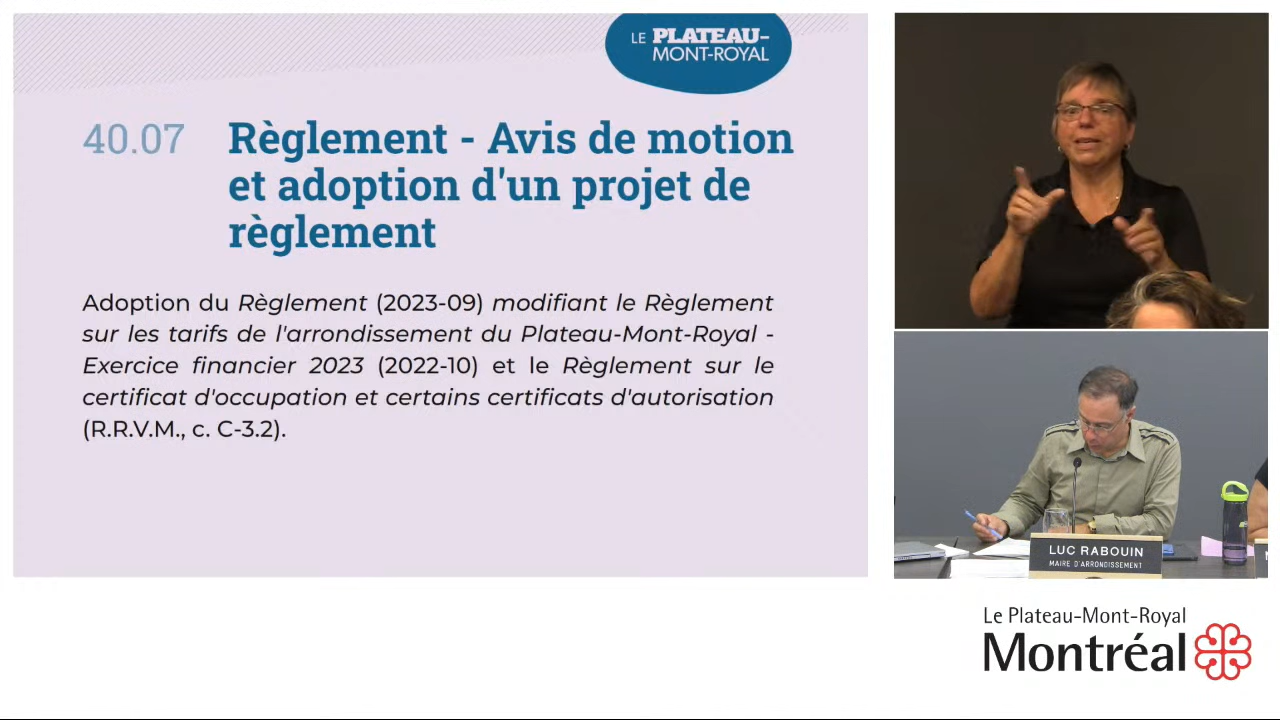 LE PLATEAU-
MONT-ROYAL
40.07 Règlement - Avis de motion
et adoption d'un projet de
règlement
Adoption du Règlement (2023-09) modifiant le Règlement
sur les tarifs de l'arrondissement du Plateau-Mont-Royal -
Exercice financier 2023 (2022-10) et le Règlement sur le
certificat d'occupation et certains certificats d'autorisation
(R.R.V.M., c. C-3.2).
LUC RABOUIN
MAIRE D'ARRONDISSEMENT
Le Plateau-Mont-Royal
Montréal